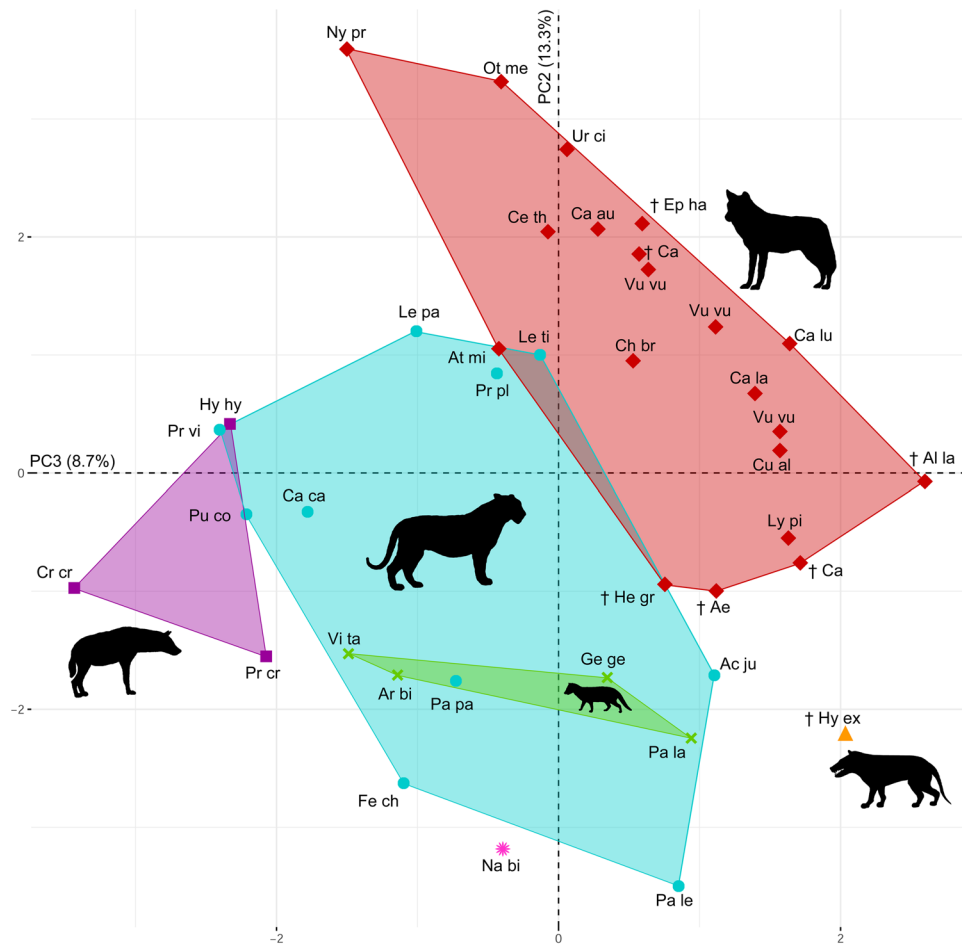 Ny pr
PC2 (13.3%)
Ot me
Ur ci
† Ep ha
Ce th
Ca au
2
† Ca
Vu vu
Le pa
Vu vu
Le ti
Ca lu
At mi
Ch br
Pr pl
Ca la
Hy hy
Vu vu
Pr vi
PC3 (8.7%)
0
Cu al
† Al la
Ca ca
Pu co
Ly pi
Cr cr
† Ca
† He gr
† Ae
Vi ta
Ge ge
Ac ju
Pr cr
Ar bi
Pa pa
−2
† Hy ex
Pa la
Fe ch
Na bi
Pa le
−2
0
2